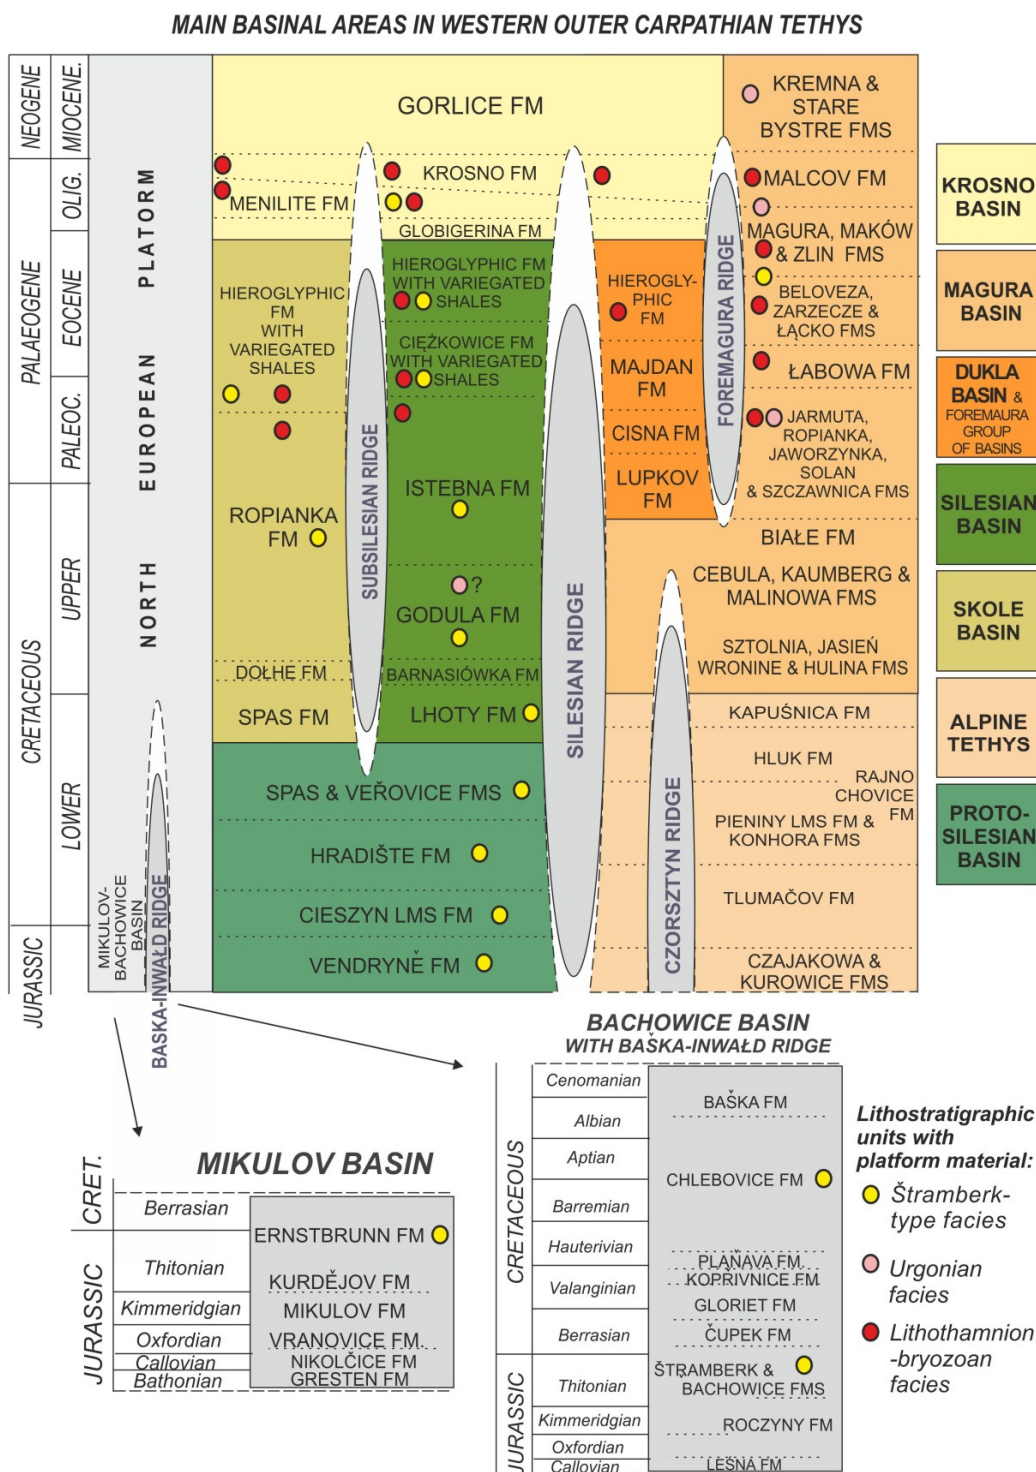 MAIN BASINAL AREAS IN WESTERN OUTER CARPATHIAN TETHYS
NEOGENE
MIOCENE.
PALAEOGENE
OLIG.
EOCENE
PALEOC.
CRETACEOUS
UPPER
LOWER
JURASSIC
NORTH EUROPEAN PLATORM
MIKULOV-
BACHOWICE
BASIN
BASKA-INWAŁD RIDGE
GORLICE FM
KROSNO FM
MENILITE FM
GLOBIGERINA FM
HIEROGLYPHIC
FM
WITH
VARIEGATED
SHALES
ROPIANKA
FM
DOŁHE FM
SPAS FM
SUBSILESIAN RIDGE
HIEROGLYPHIC FM
WITH VARIEGATED
SHALES
CIĘŻKOWICE FM
WITH VARIEGATED
SHALES
ISTEBNA FM
?
GODULA FM
BARNASIÓWKA FM
LHOTY FM
SPAS & VEŘOVICE FMS
HRADIŠTE FM
CIESZYN LMS FM
VENDRYNĚ FM
SILESIAN RIDGE
HIEROGLY-
PHIC
FM
MAJDAN
FM
CISNA FM
LUPKOV
FM
FOREMAGURA RIDGE
CZORSZTYN RIDGE
KREMNA &
STARE
BYSTRE FMS
MALCOV FM
MAGURA, MAKÓW
& ZLIN FMS
BELOVEZA,
ZARZECZE &
ŁĄCKO FMS
ŁABOWA FM
JARMUTA,
ROPIANKA,
JAWORZYNKA,
SOLAN
& SZCZAWNICA FMS
BIAŁE FM
CEBULA, KAUMBERG &
MALINOWA FMS
SZTOLNIA, JASIEŃ
WRONINE & HULINA FMS
KAPUŚNICA FM
HLUK FM
RAJNO
CHOVICE
FM
PIENINY LMS FM &
KONHORA FMS
TLUMAČOV FM
CZAJAKOWA &
KUROWICE FMS
KROSNO
BASIN
MAGURA
BASIN
DUKLA
BASIN &
FOREMAURA
GROUP
OF BASINS
SILESIAN
BASIN
SKOLE
BASIN
ALPINE
TETHYS
PROTO-
SILESIAN
BASIN
MIKULOV BASIN
CRET.
JURASSIC
Berrasian
Thitonian
Kimmeridgian
Oxfordian
Callovian
Bathonian
ERNSTBRUNN FM
KURDĚJOV FM
MIKULOV FM
VRANOVICE FM.
NIKOLČICE FM
GRESTEN FM
BACHOWICE BASIN
WITH BAŠKA-INWAŁD RIDGE
CRETACEOUS
JURASSIC
Cenomanian
Albian
Aptian
Barremian
Hauterivian
Valanginian
Berrasian
Thitonian
Kimmeridgian
Oxfordian
Callovian
BAŠKA FM
CHLEBOVICE FM
PLAŇAVA FM
KOPŘIVNICE FM
GLORIET FM
ČUPEK FM
ŠTRAMBERK &
BACHOWICE FMS
ROCZYNY FM
LEŠNÁ FM
Lithostratigraphic
units with
platform material:
Štramberk-
type facies
Urgonian
facies
Lithothamnion
-bryozoan
facies